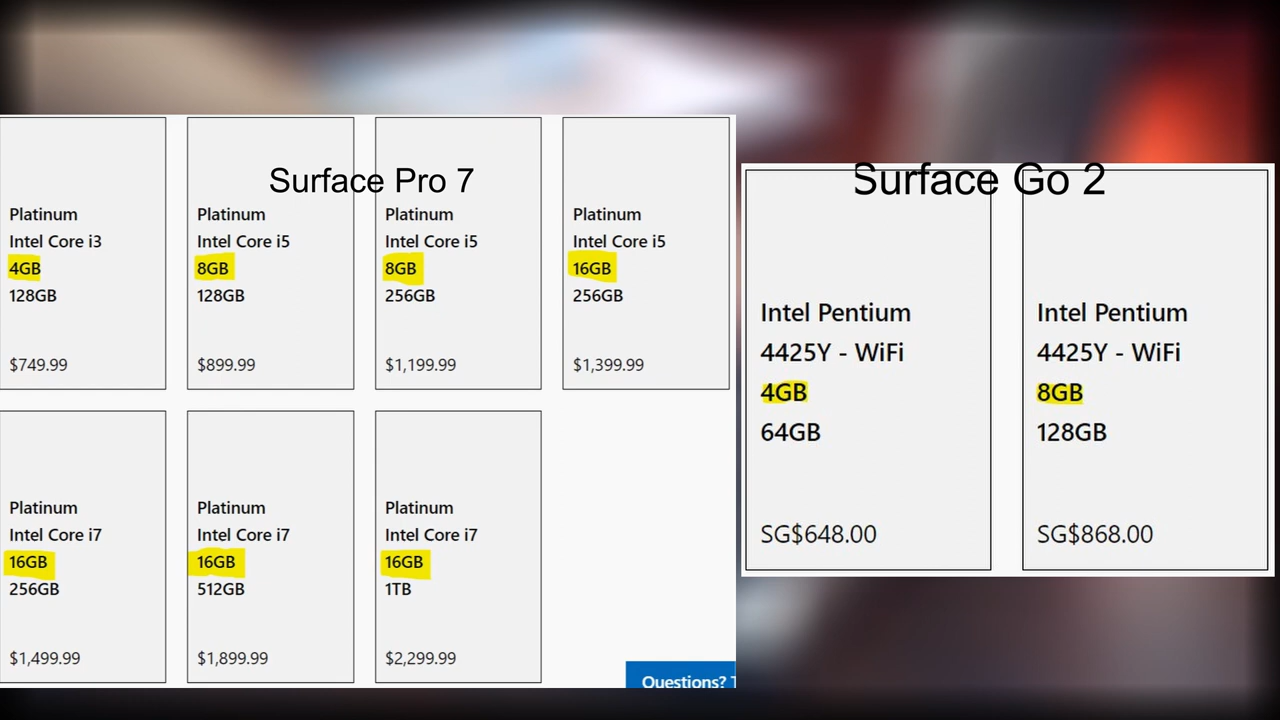 Surface Pro 7
Platinum
Intel Core i3
4GB
128GB
$749.99
Platinum
Intel Core i5
8GB
128GB
$899.99
Platinum
Intel Core i5
8GB
256GB
$1,199.99
Platinum
Intel Core i5
16GB
256GB
$1,399.99
Platinum
Intel Core i7
16GB
256GB
$1,499.99
Platinum
Intel Core i7
16GB
512GB
$1,899.99
Platinum
Intel Core i7
16GB
1TB
$2,299.99
Questions? T
Surface Go 2
Intel Pentium
4425Y - WiFi
4GB
64GB
SG$648.00
Intel Pentium
4425Y - WiFi
8GB
128GB
SG$868.00